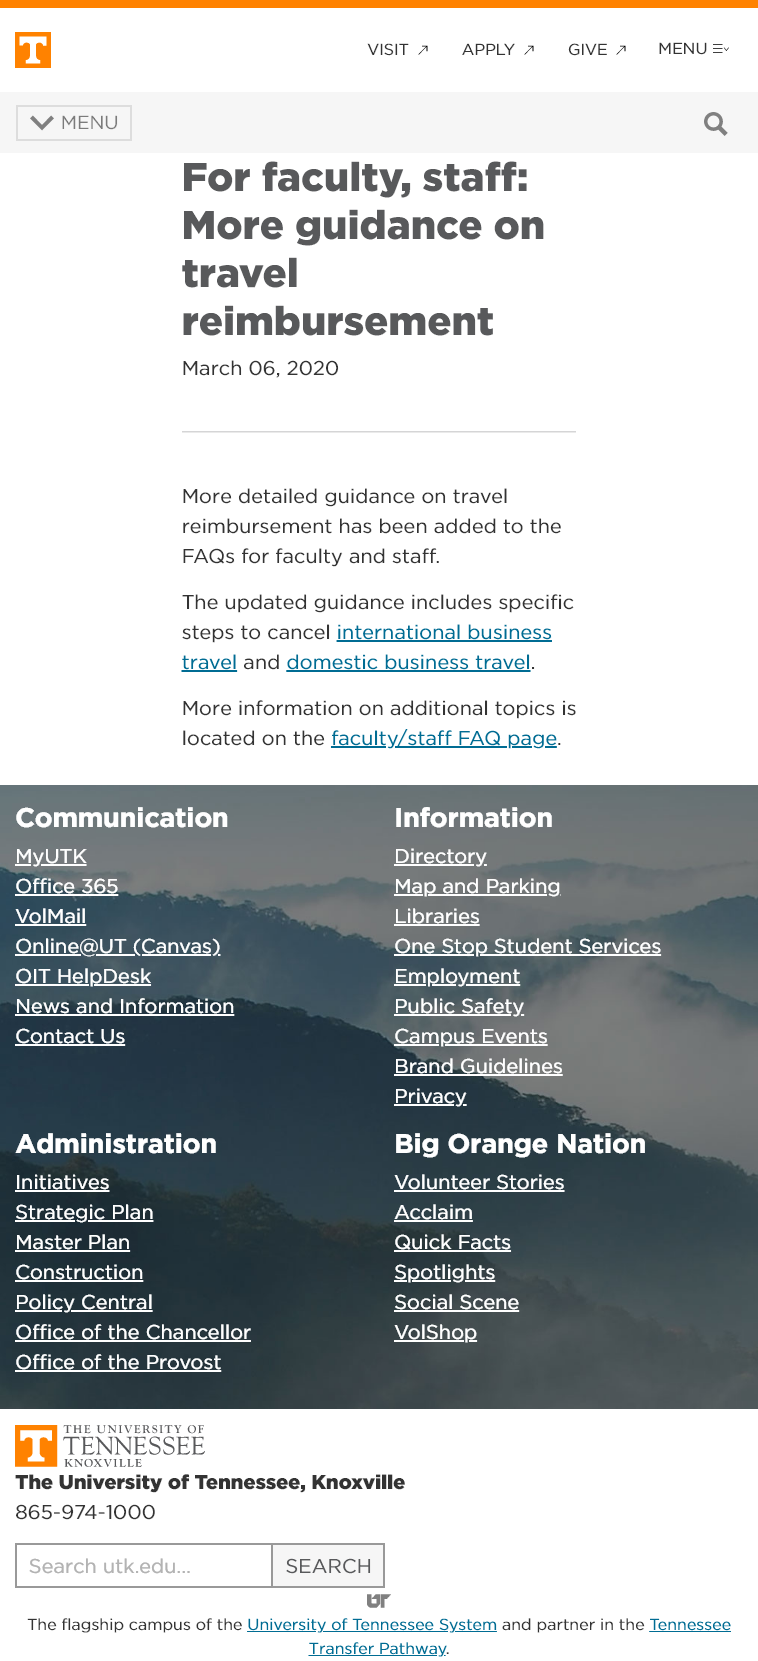 T
VISIT APPLY GIVE MENU
MENU
For faculty, staff:
More guidance on
travel
reimbursement
March 06, 2020
More detailed guidance on travel
reimbursement has been added to the
FAQs for faculty and staff.
The updated guidance includes specific
steps to cancel international business
travel and domestic business travel.
More information on additional topics is
located on the faculty/staff FAQ page.
Communication
MyUTK
Office 365
VolMail
Online@UT (Canvas)
OIT HelpDesk
News and Information
Contact Us
Information
Directory
Map and Parking
Libraries
One Stop Student Services
Employment
Public Safety
Campus Events
Brand Guidelines
Privacy
Administration
Initiatives
Strategic Plan
Master Plan
Construction
Policy Central
Office of the Chancellor
Office of the Provost
Big Orange Nation
Volunteer Stories
Acclaim
Quick Facts
Spotlights
Social Scene
VolShop
T THE UNIVERSITY OF
TENNESSEE
KNOXVILLE
The University of Tennessee, Knoxville
865-974-1000
Search utk.edu... SEARCH
UT
The flagship campus of the University of Tennessee System and partner in the Tennessee
Transfer Pathway.